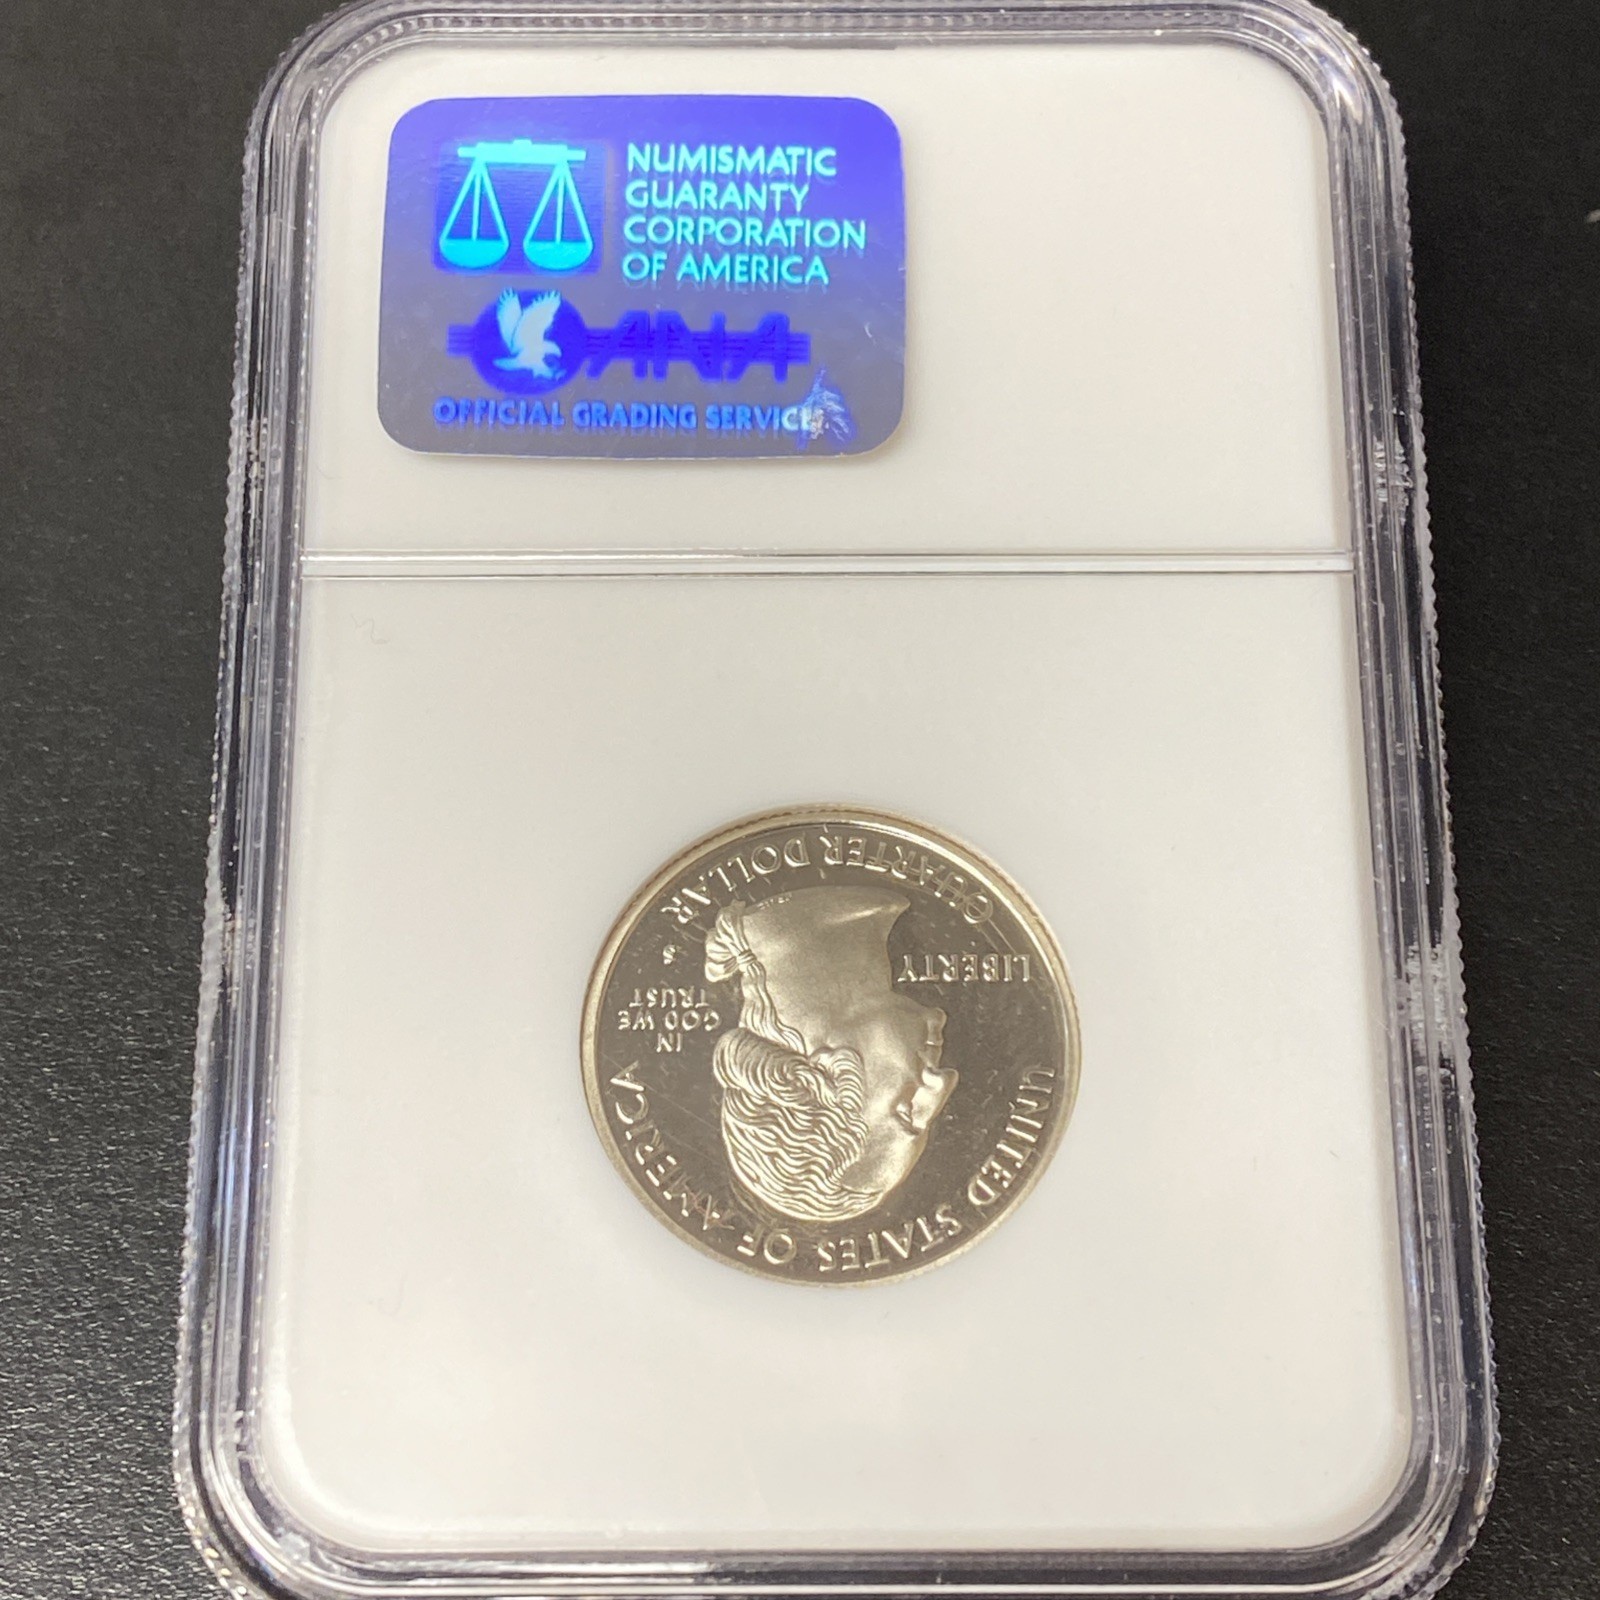 NUMISMATIC
GUARANTY
CORPORATION
OF AMERICA
ANA
OFFICIAL GRADING SERVICE
UNITED STATES OF AMERICA
LIBERTY
IN
GOD WE
TRUST
S
QUARTER DOLLAR